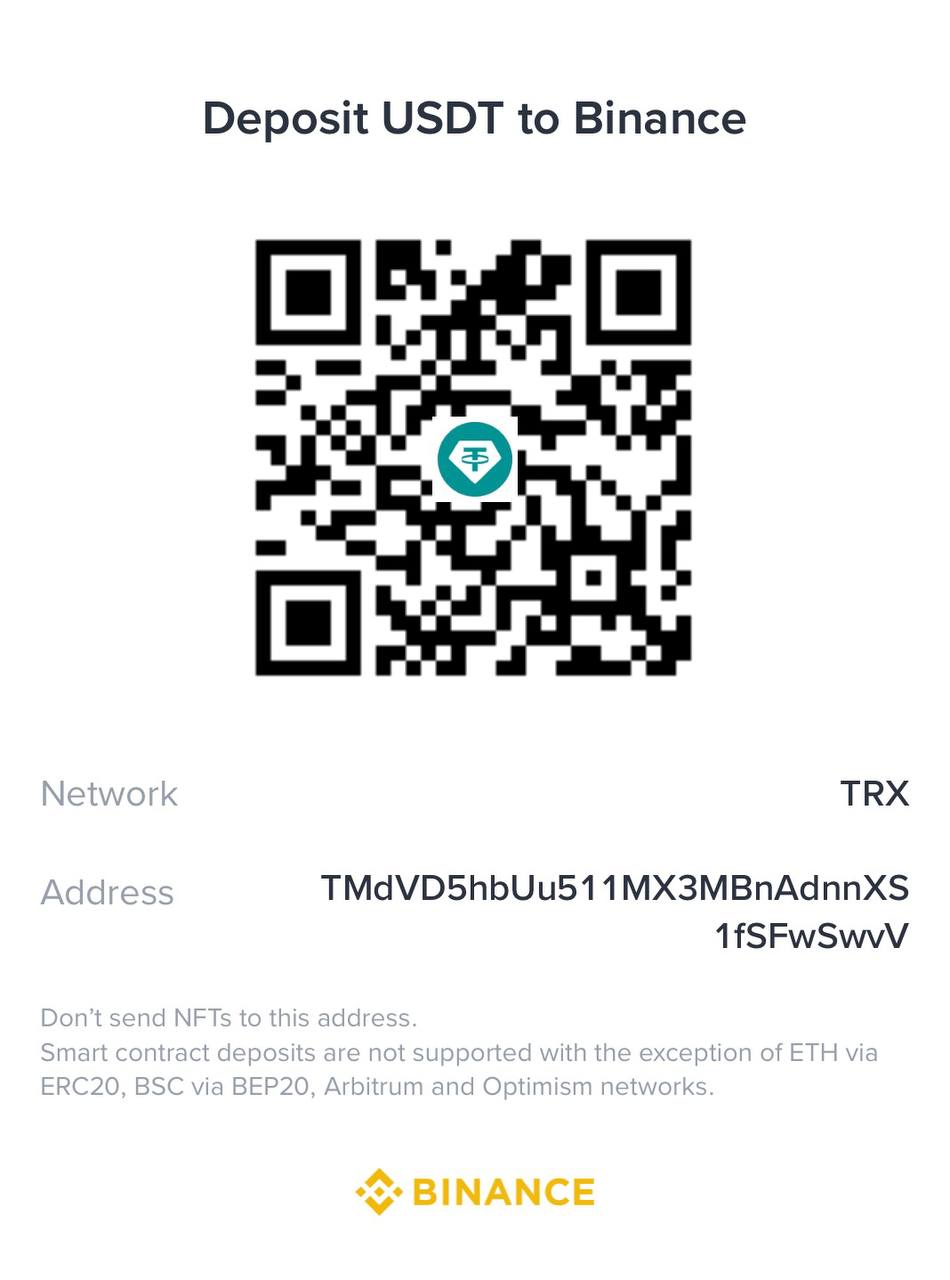 Deposit USDT to Binance
Network
TRX
Address
TMdVD5hbUu511MX3MBnAdnnXS
1fSFwSwvV
Don’t send NFTs to this address.
Smart contract deposits are not supported with the exception of ETH via
ERC20, BSC via BEP20, Arbitrum and Optimism networks.
BINANCE